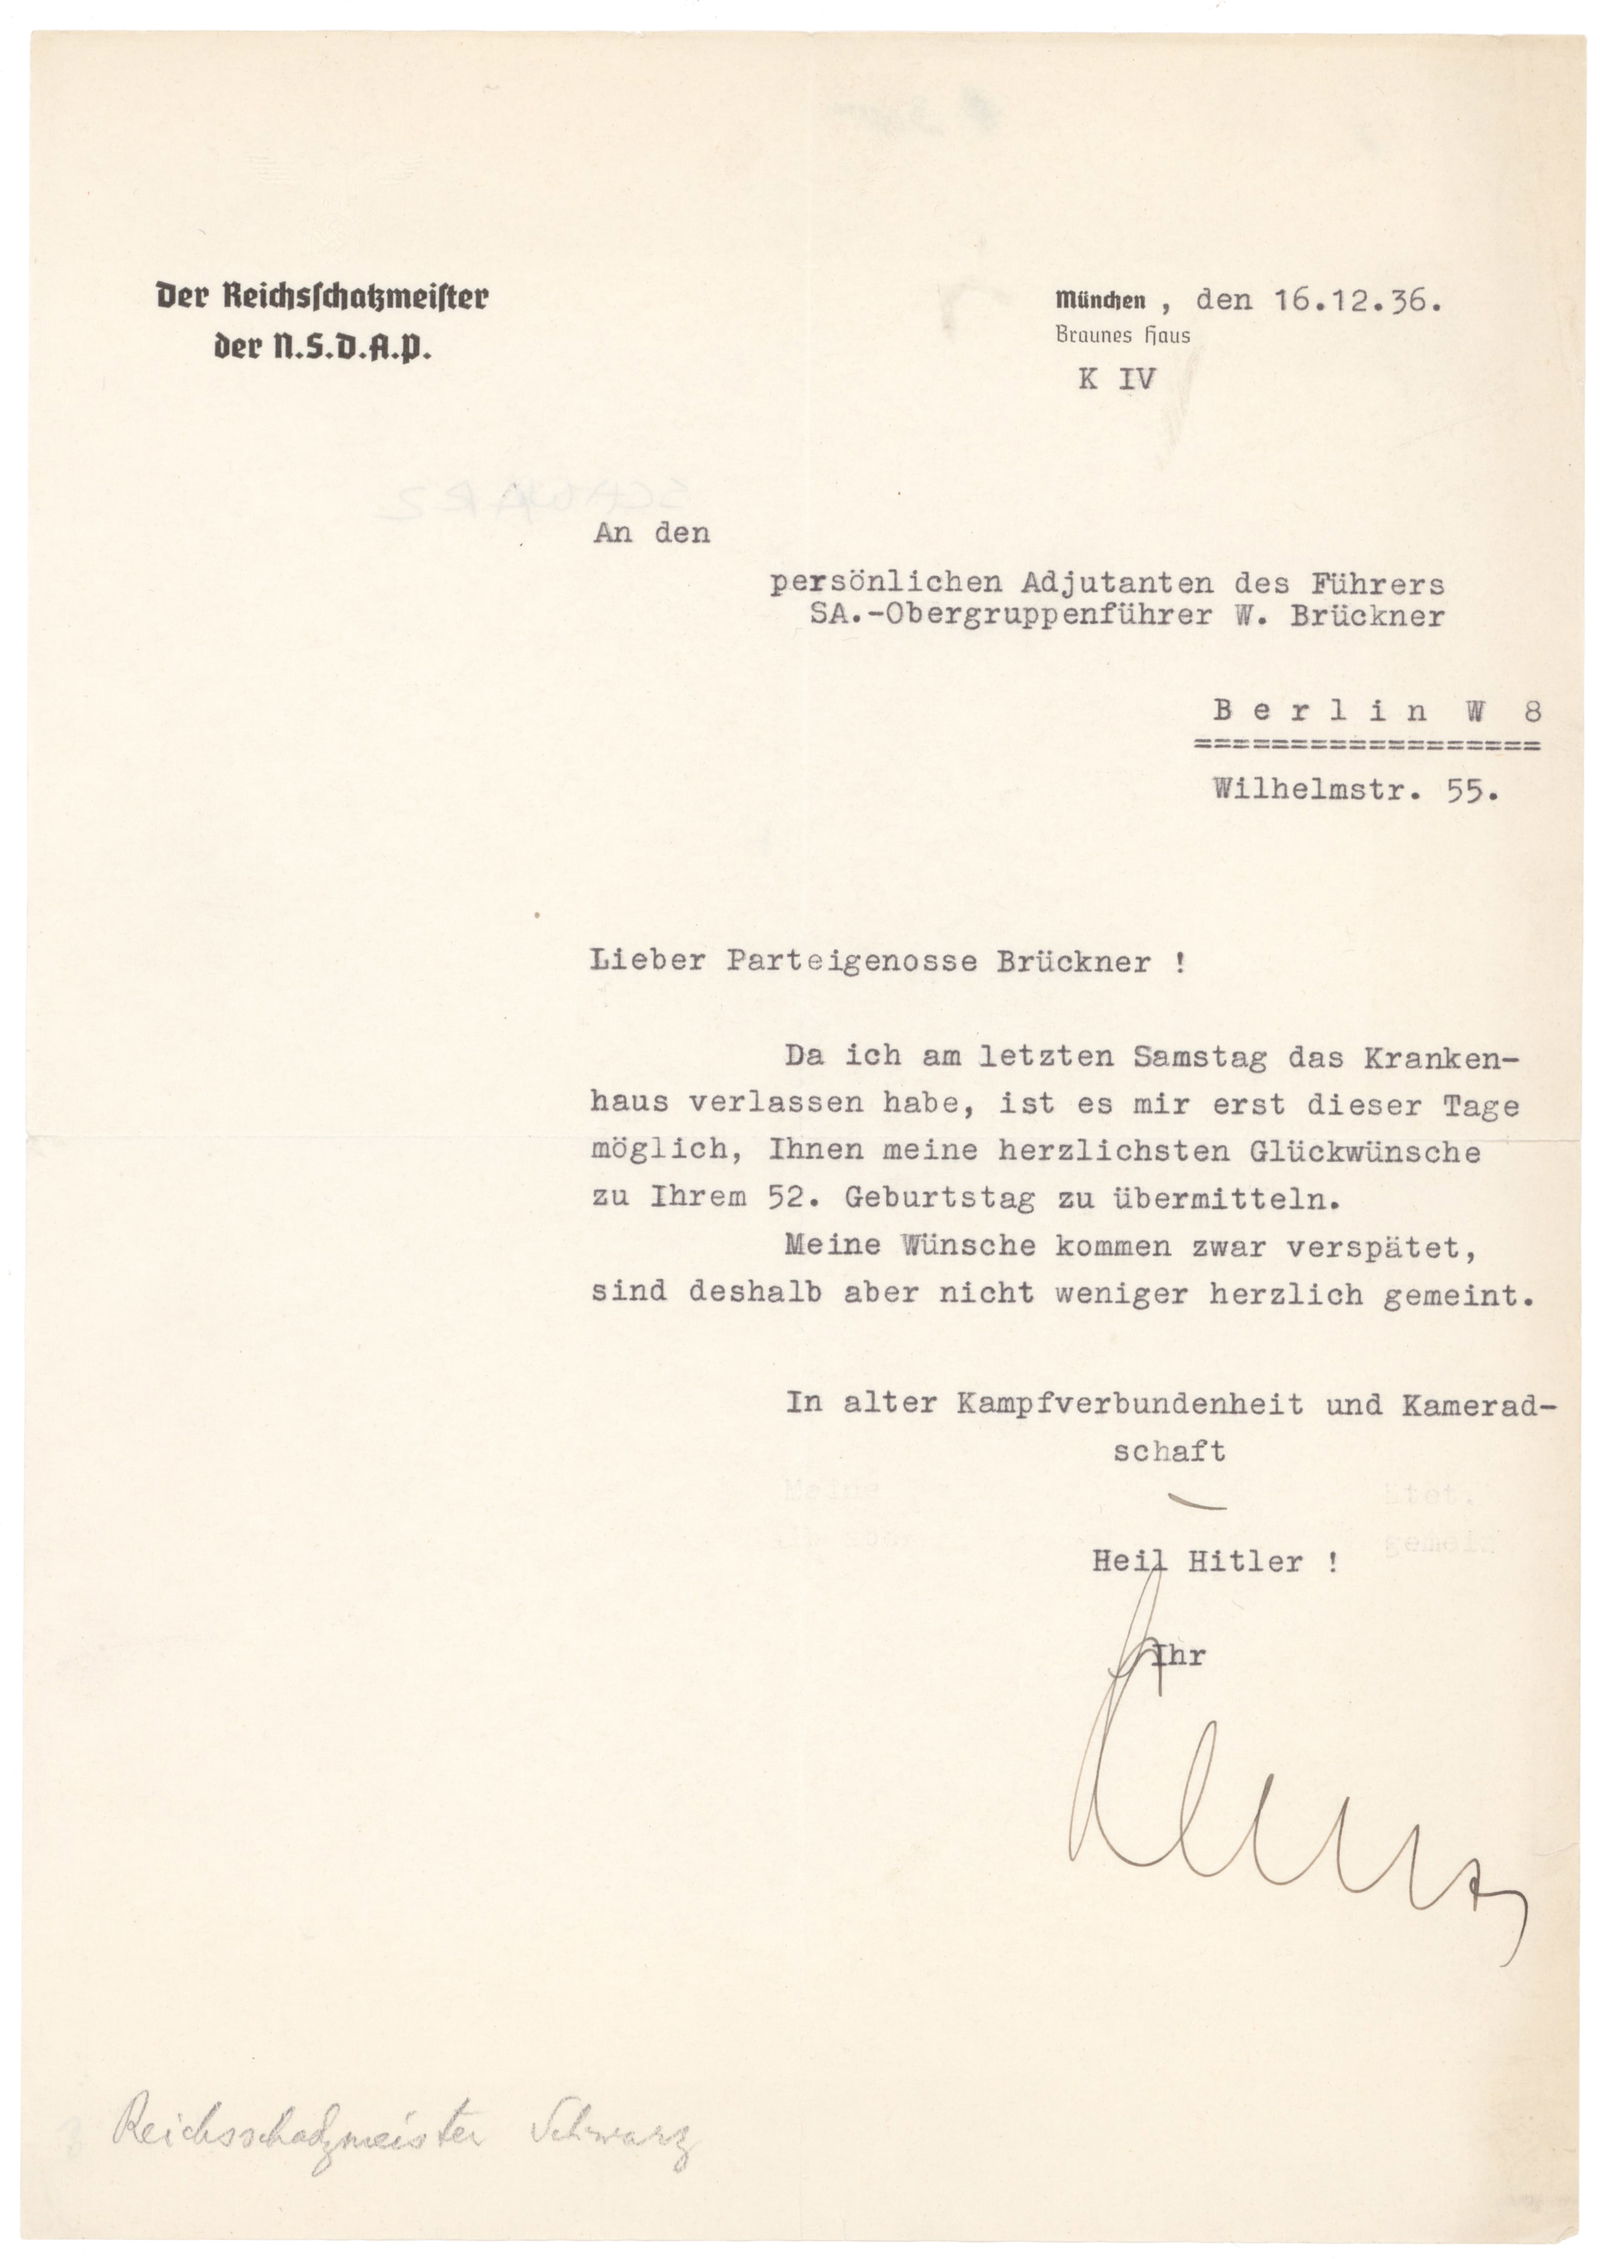 Der Reichsschatzmeister
der N.S.D.A.P.
München, den 16.12.36.
Braunes Haus
K IV
SCHWARZ
An den
persönlichen Adjutanten des Führers
SA.-Obergruppenführer W. Brückner
Berlin W 8
==================
Wilhelmstr. 55.
Lieber Parteigenosse Brückner !
Da ich am letzten Samstag das Kranken-
haus verlassen habe, ist es mir erst dieser Tage
möglich, Ihnen meine herzlichsten Glückwünsche
zu Ihrem 52. Geburtstag zu übermitteln.
Meine Wünsche kommen zwar verspätet,
sind deshalb aber nicht weniger herzlich gemeint.
In alter Kampfverbundenheit und Kamerad-
schaft
Heil Hitler !
Ihr
Reichsschatzmeister Schwarz